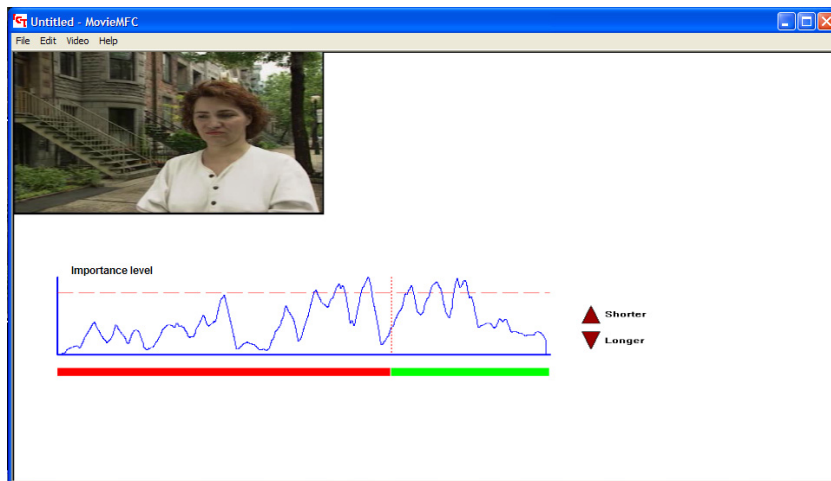 Untitled - MovieMFC
File Edit Video Help
Importance level
Shorter
Longer